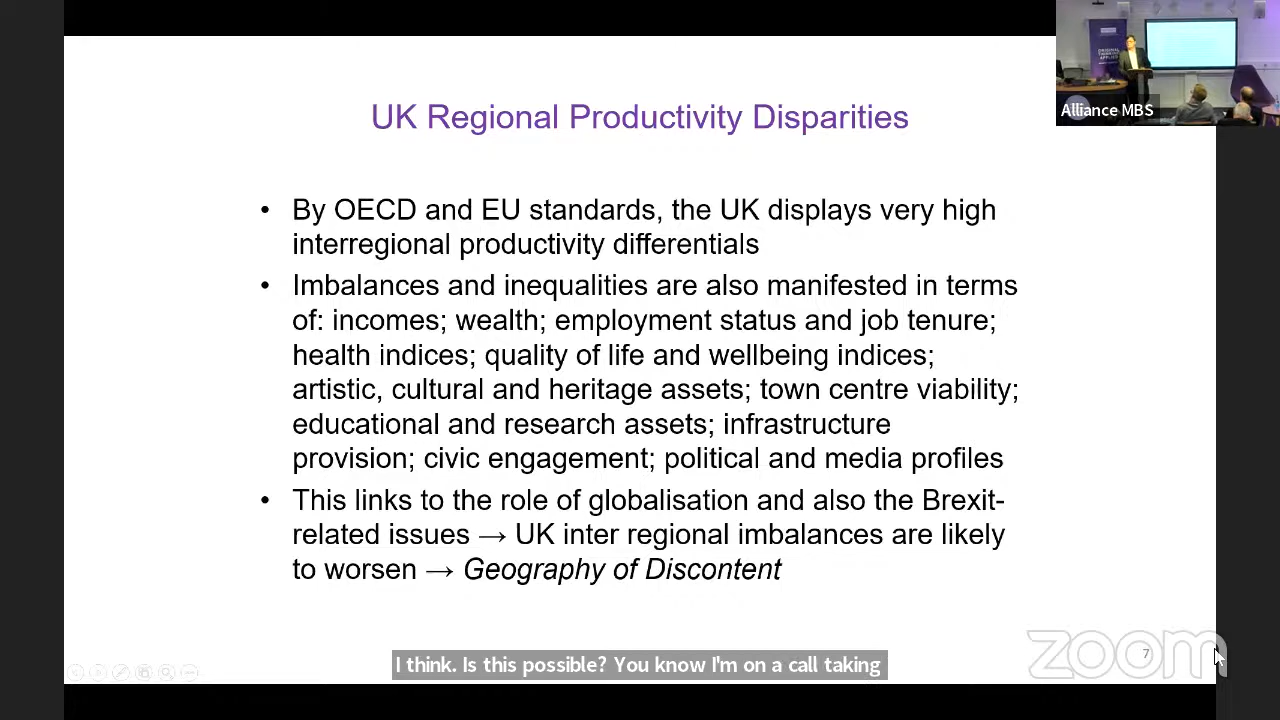 UK Regional Productivity Disparities
• By OECD and EU standards, the UK displays very high
interregional productivity differentials
• Imbalances and inequalities are also manifested in terms
of: incomes; wealth; employment status and job tenure;
health indices; quality of life and wellbeing indices;
artistic, cultural and heritage assets; town centre viability;
educational and research assets; infrastructure
provision; civic engagement; political and media profiles
• This links to the role of globalisation and also the Brexit-
related issues → UK inter regional imbalances are likely
to worsen → Geography of Discontent
ORIGINAL
THINKING
APPLIED
Alliance MBS
I think. Is this possible? You know I'm on a call taking
7
zoom